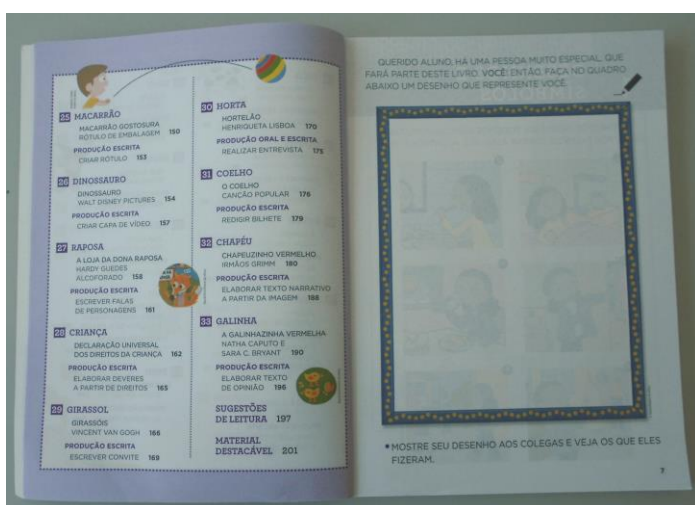 25 MACARRÃO
MACARRÃO GOSTOSURA
RÓTULO DE EMBALAGEM 150
PRODUÇÃO ESCRITA
CRIAR RÓTULO 153
26 DINOSSAURO
DINOSSAURO
WALT DISNEY PICTURES 154
PRODUÇÃO ESCRITA
CRIAR CAPA DE VÍDEO 157
27 RAPOSA
A LOJA DA DONA RAPOSA
HARDY GUEDES
ALCOFORADO 158
PRODUÇÃO ESCRITA
ESCREVER FALAS
DE PERSONAGENS 161
28 CRIANÇA
DECLARAÇÃO UNIVERSAL
DOS DIREITOS DA CRIANÇA 162
PRODUÇÃO ESCRITA
ELABORAR DEVERES
A PARTIR DE DIREITOS 165
29 GIRASSOL
GIRASSÓIS
VINCENT VAN GOGH 166
PRODUÇÃO ESCRITA
ESCREVER CONVITE 169
30 HORTA
HORTELÃO
HENRIQUETA LISBOA 170
PRODUÇÃO ORAL E ESCRITA
REALIZAR ENTREVISTA 175
31 COELHO
O COELHO
CANÇÃO POPULAR 176
PRODUÇÃO ESCRITA
REDIGIR BILHETE 179
32 CHAPÉU
CHAPEUZINHO VERMELHO
IRMÃOS GRIMM 180
PRODUÇÃO ESCRITA
ELABORAR TEXTO NARRATIVO
A PARTIR DA IMAGEM 188
33 GALINHA
A GALINHAZINHA VERMELHA
NATHA CAPUTO E
SARA C. BRYANT 190
PRODUÇÃO ESCRITA
ELABORAR TEXTO
DE OPINIÃO 196
SUGESTÕES
DE LEITURA 197
MATERIAL
DESTACÁVEL 201
QUERIDO ALUNO, HÁ UMA PESSOA MUITO ESPECIAL, QUE
FARÁ PARTE DESTE LIVRO. VOCÊ! ENTÃO, FAÇA NO QUADRO
ABAIXO UM DESENHO QUE REPRESENTE VOCÊ.
• MOSTRE SEU DESENHO AOS COLEGAS E VEJA OS QUE ELES
FIZERAM.
7